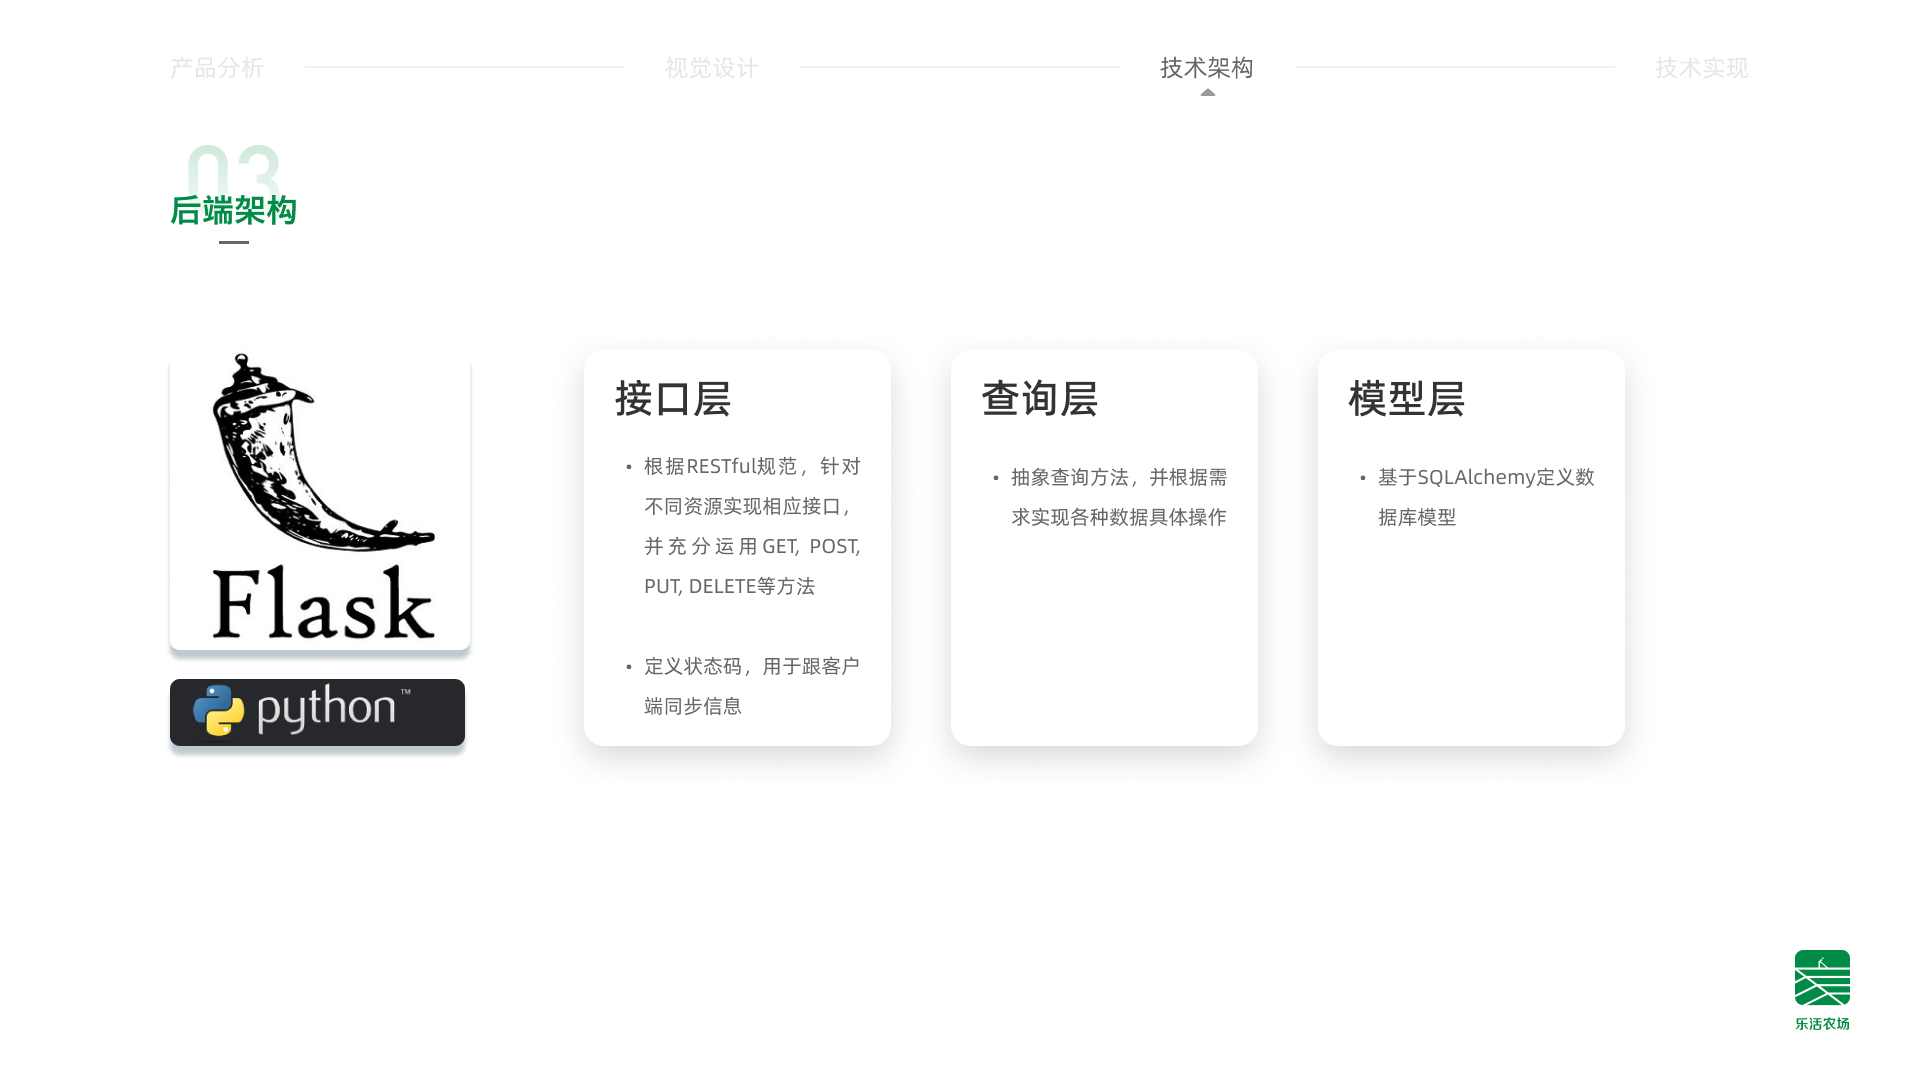 产品分析
视觉设计
技术架构
技术实现
03
后端架构
Flask
python™
接口层
• 根据RESTful规范，针对
不同资源实现相应接口，
并充分运用GET, POST,
PUT, DELETE等方法
• 定义状态码，用于跟客户
端同步信息
查询层
• 抽象查询方法，并根据需
求实现各种数据具体操作
模型层
• 基于SQLAlchemy定义数
据库模型
乐活农场